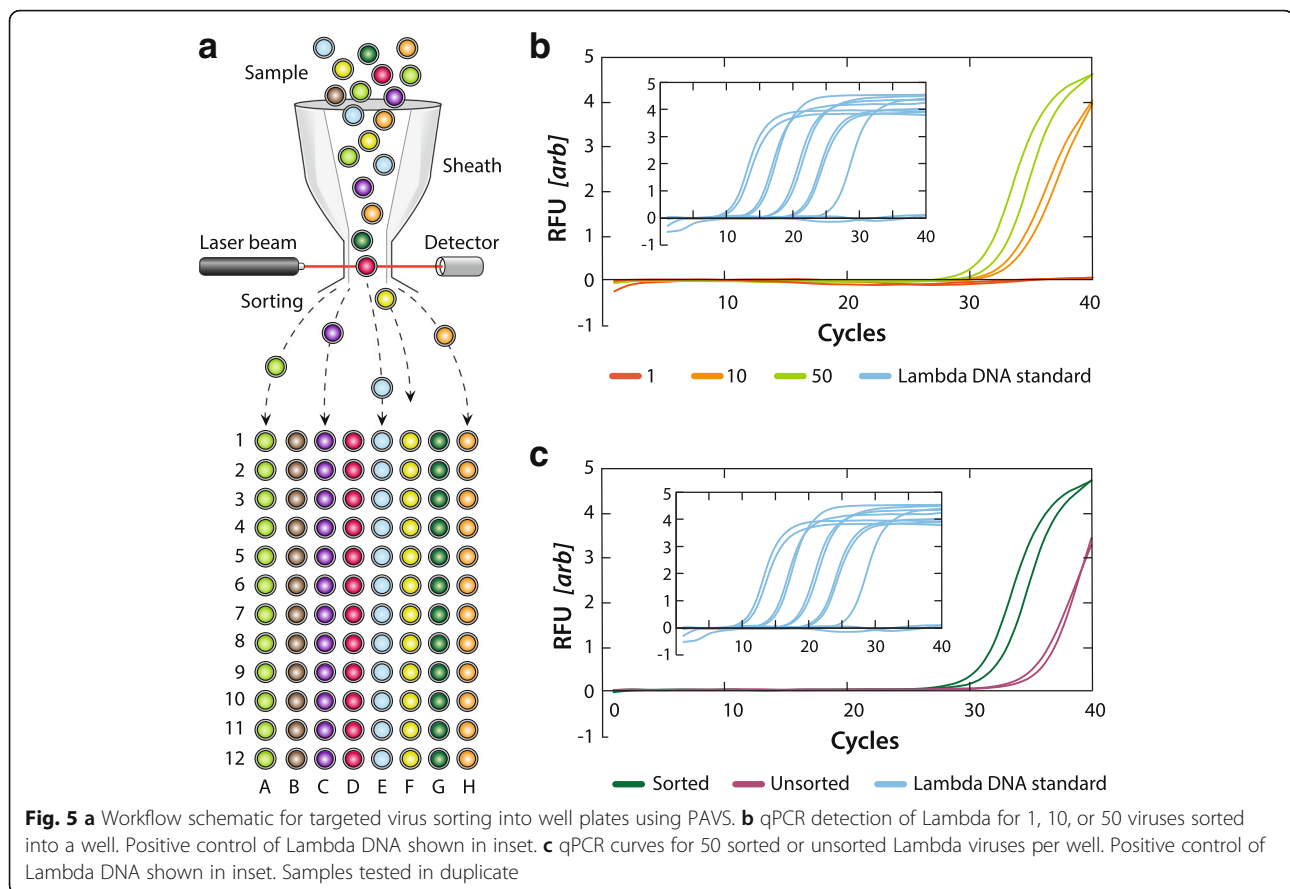 a
Sample
Sheath
Laser beam
Detector
Sorting
1
2
3
4
5
6
7
8
9
10
11
12
A B C D E F G H
b
5
4
3
2
1
0
-1
RFU [arb]
10 20 30 40
Cycles
5
4
3
2
1
0
-1
10 20 30 40
1 10 50 Lambda DNA standard
c
5
4
3
2
1
0
-1
RFU [arb]
0 10 20 30 40
Cycles
5
4
3
2
1
0
-1
10 20 30 40
Sorted Unsorted Lambda DNA standard
Fig. 5 a Workflow schematic for targeted virus sorting into well plates using PAVS. b qPCR detection of Lambda for 1, 10, or 50 viruses sorted
into a well. Positive control of Lambda DNA shown in inset. c qPCR curves for 50 sorted or unsorted Lambda viruses per well. Positive control of
Lambda DNA shown in inset. Samples tested in duplicate